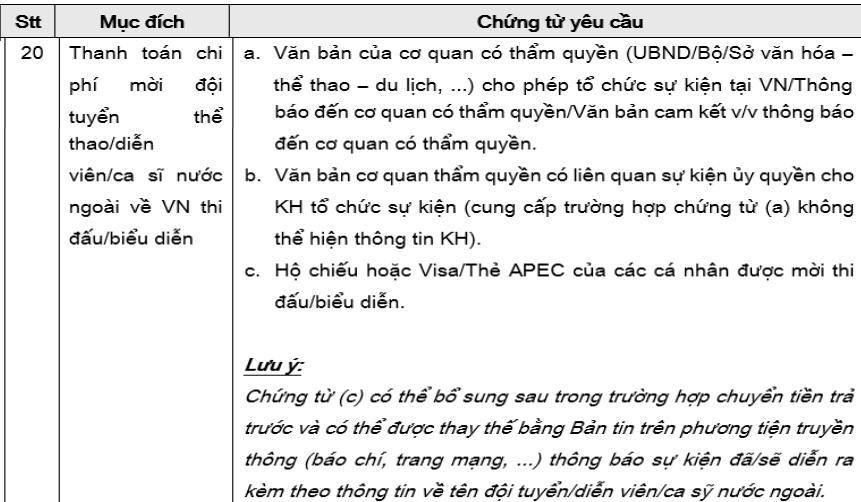 Stt
Mục đích
Chứng từ yêu cầu
20
Thanh toán chi
phí mời đội
tuyển thể
thao/diễn
viên/ca sĩ nước
ngoài về VN thi
đấu/biểu diễn
a. Văn bản của cơ quan có thẩm quyền (UBND/Bộ/Sở văn hóa –
thể thao – du lịch, ...) cho phép tổ chức sự kiện tại VN/Thông
báo đến cơ quan có thẩm quyền/Văn bản cam kết v/v thông báo
đến cơ quan có thẩm quyền.
b. Văn bản cơ quan thẩm quyền có liên quan sự kiện ủy quyền cho
KH tổ chức sự kiện (cung cấp trường hợp chứng từ (a) không
thể hiện thông tin KH).
c. Hộ chiếu hoặc Visa/Thẻ APEC của các cá nhân được mời thi
đấu/biểu diễn.
Lưu ý:
Chứng từ (c) có thể bổ sung sau trong trường hợp chuyển tiền trả
trước và có thể được thay thế bằng Bản tin trên phương tiện truyền
thông (báo chí, trang mạng, ...) thông báo sự kiện đã/sẽ diễn ra
kèm theo thông tin về tên đội tuyển/diễn viên/ca sỹ nước ngoài.